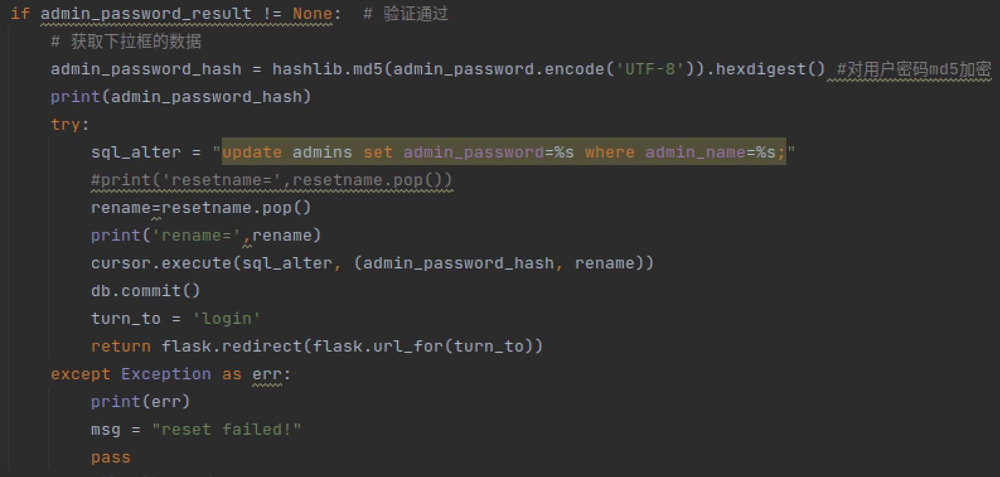 if admin_password_result != None:  # 验证通过
    # 获取下拉框的数据
    admin_password_hash = hashlib.md5(admin_password.encode('UTF-8')).hexdigest() #对用户密码md5加密
    print(admin_password_hash)
    try:
        sql_alter = "update admins set admin_password=%s where admin_name=%s;"
        #print('resetname=',resetname.pop())
        rename=resetname.pop()
        print('rename=',rename)
        cursor.execute(sql_alter, (admin_password_hash, rename))
        db.commit()
        turn_to = 'login'
        return flask.redirect(flask.url_for(turn_to))
    except Exception as err:
        print(err)
        msg = "reset failed!"
        pass